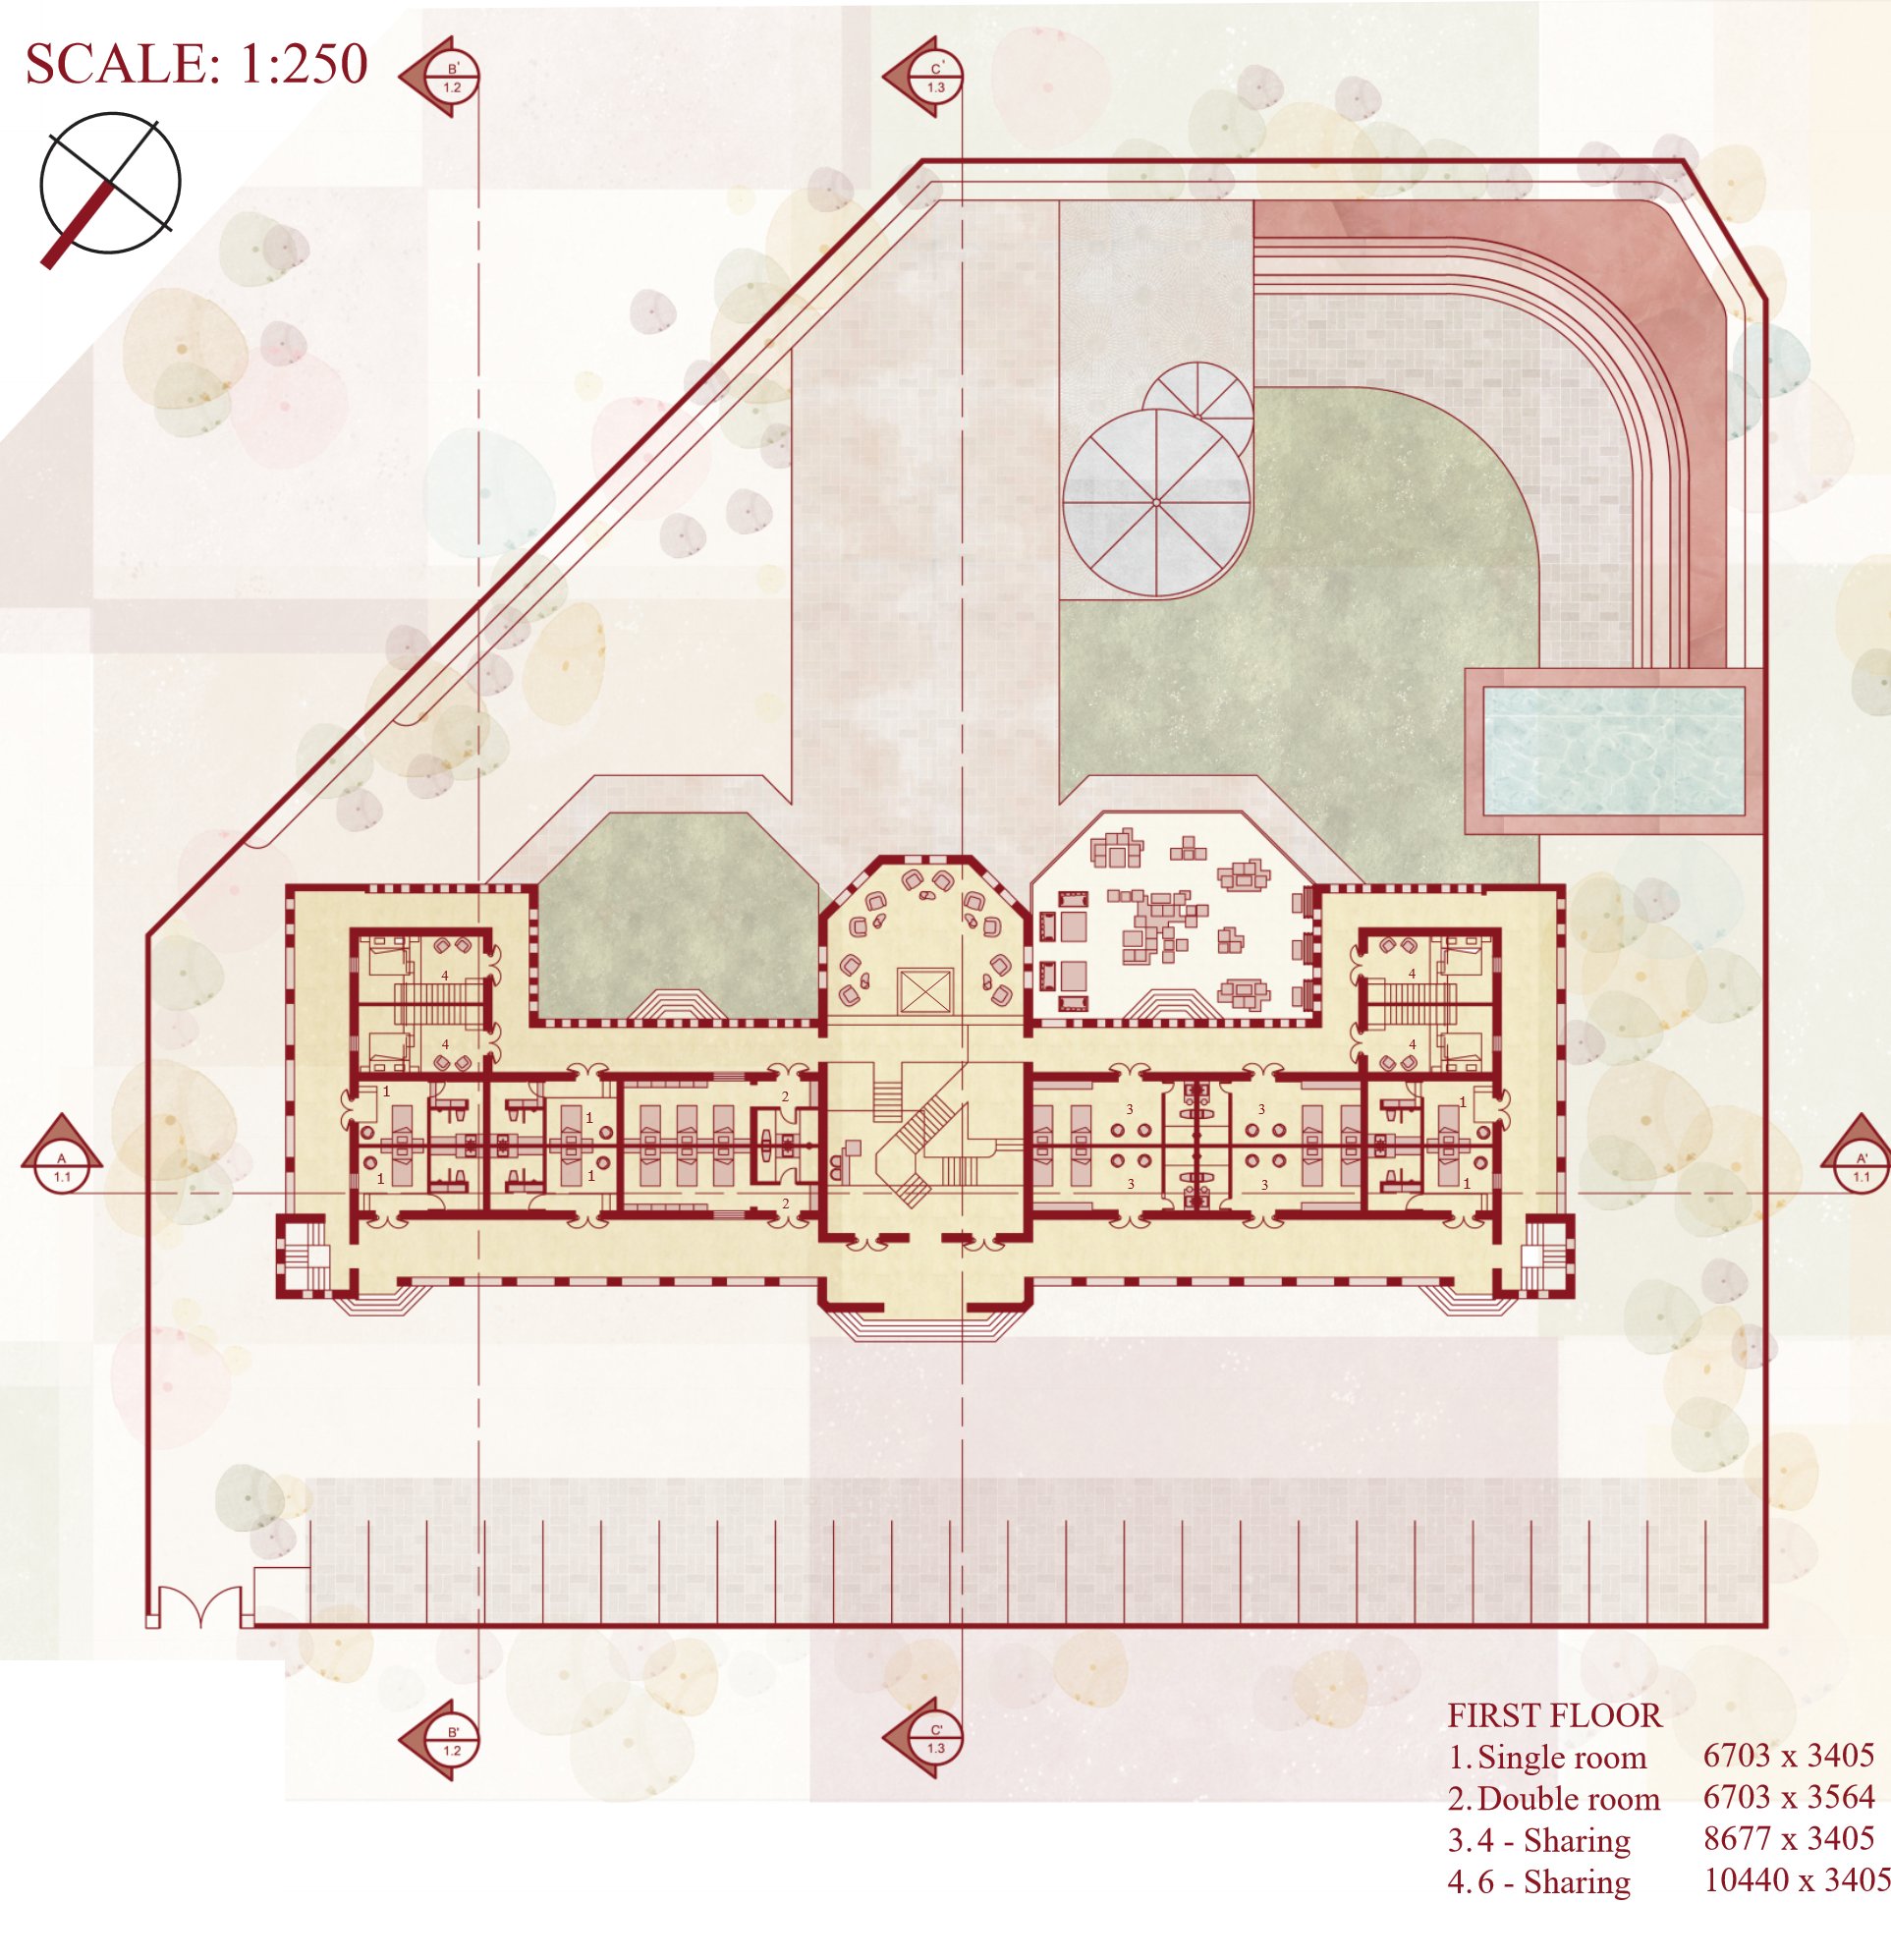 SCALE: 1:250
B'
1.2
C'
1.3
4
4
4
4
1
1
1
1
2
2
3
3
3
3
1
1
A
1.1
A'
1.1
B'
1.2
C'
1.3
FIRST FLOOR
1. Single room 6703 x 3405
2. Double room 6703 x 3564
3. 4 - Sharing 8677 x 3405
4. 6 - Sharing 10440 x 3405